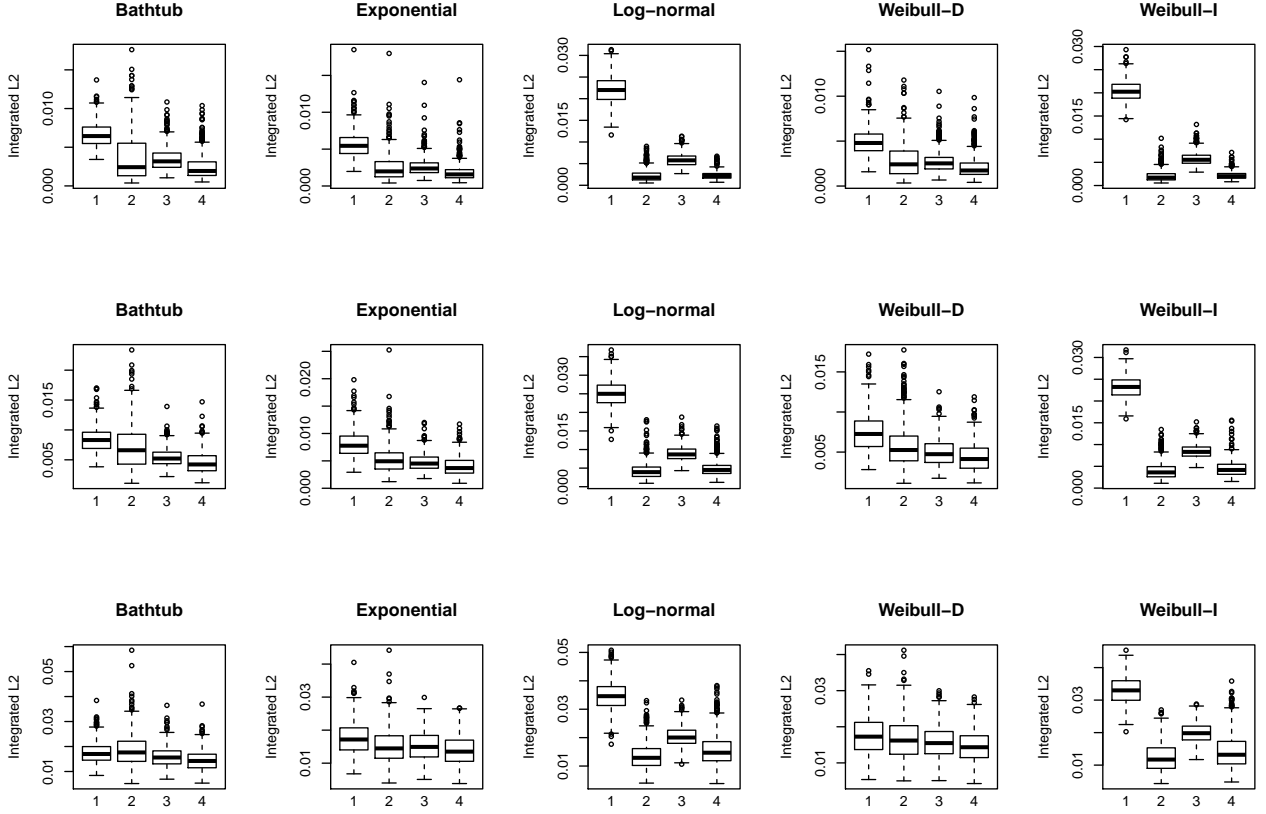 Bathtub Exponential Log−normal Weibull−D Weibull−I
Integrated L2 0.000 0.010 1 2 3 4
Integrated L2 0.000 0.010 1 2 3 4
Integrated L2 0.000 0.015 0.030 1 2 3 4
Integrated L2 0.000 0.010 1 2 3 4
Integrated L2 0.000 0.015 0.030 1 2 3 4
Bathtub Exponential Log−normal Weibull−D Weibull−I
Integrated L2 0.005 0.015 1 2 3 4
Integrated L2 0.000 0.010 0.020 1 2 3 4
Integrated L2 0.000 0.015 0.030 1 2 3 4
Integrated L2 0.005 0.015 1 2 3 4
Integrated L2 0.000 0.015 0.030 1 2 3 4
Bathtub Exponential Log−normal Weibull−D Weibull−I
Integrated L2 0.01 0.03 0.05 1 2 3 4
Integrated L2 0.01 0.03 1 2 3 4
Integrated L2 0.01 0.03 0.05 1 2 3 4
Integrated L2 0.01 0.03 1 2 3 4
Integrated L2 0.01 0.03 1 2 3 4